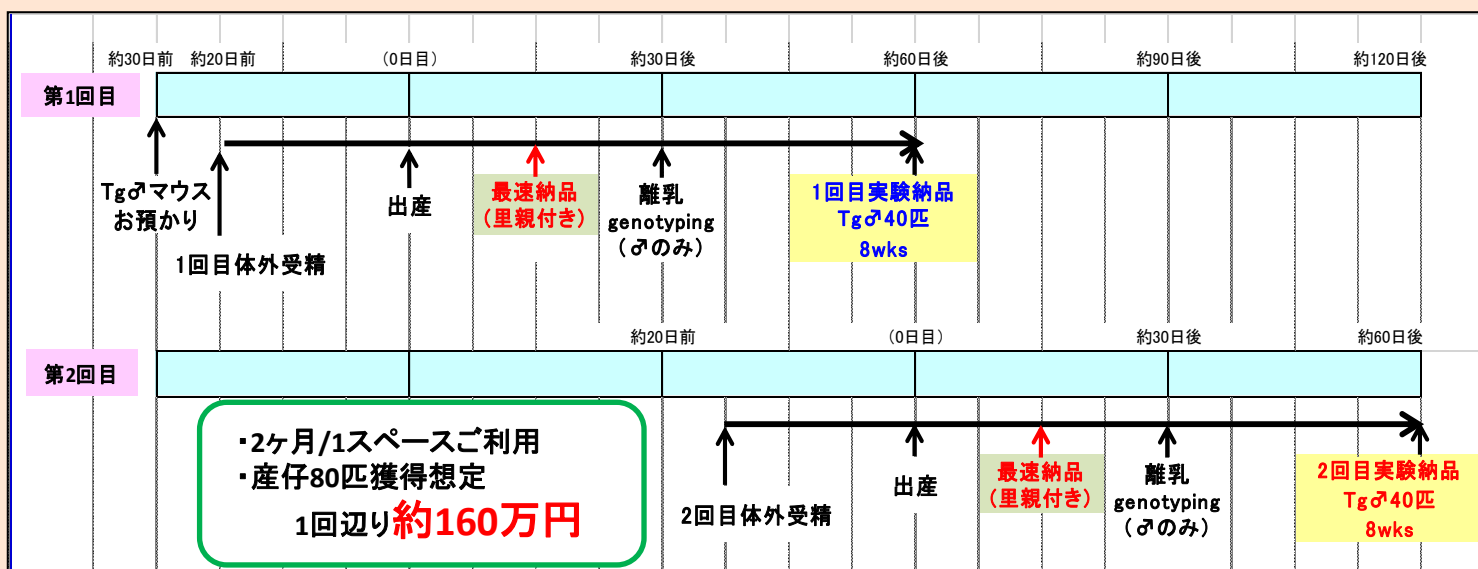 約30日前 約20日前 (0日目) 約30日後 約60日後 約90日後 約120日後
第1回目
Tg♂マウス
お預かり
1回目体外受精
出産
最速納品
(里親付き)
離乳
genotyping
(♂のみ)
1回目実験納品
Tg♂40匹
8wks
約20日前 (0日目) 約30日後 約60日後
第2回目
・2ヶ月/1スペースご利用
・産仔80匹獲得想定
1回辺り約160万円
2回目体外受精
出産
最速納品
(里親付き)
離乳
genotyping
(♂のみ)
2回目実験納品
Tg♂40匹
8wks